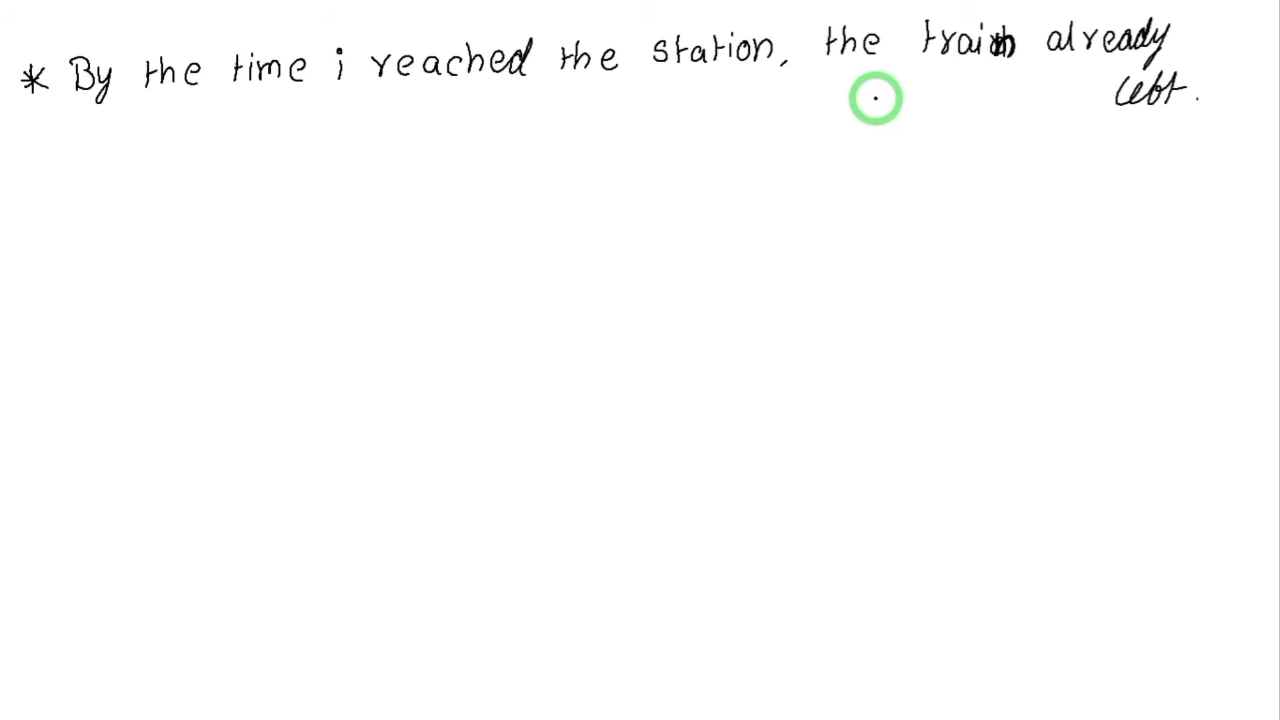 * By the time i reached the station, the train already
left.